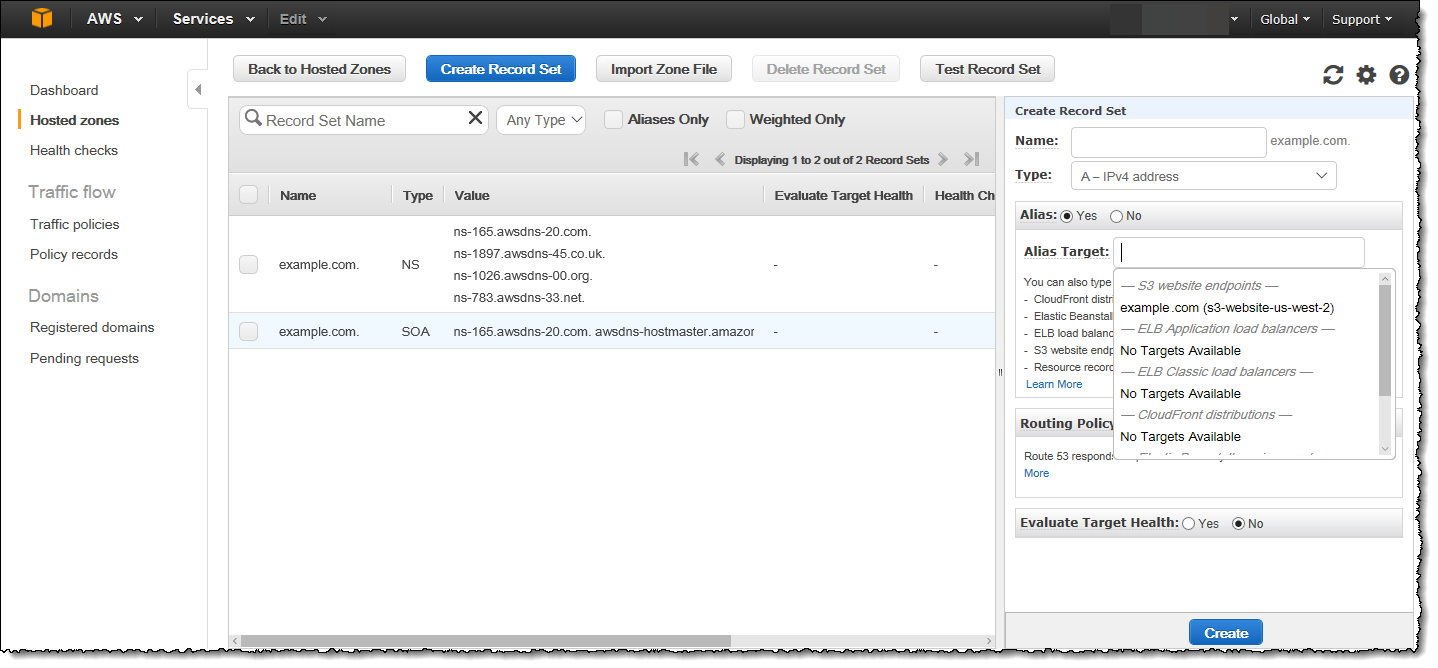 AWS Services Edit Global Support
Back to Hosted Zones Create Record Set Import Zone File Delete Record Set Test Record Set
Dashboard
Hosted zones
Health checks
Traffic flow
Traffic policies
Policy records
Domains
Registered domains
Pending requests
Record Set Name Any Type Aliases Only Weighted Only
Displaying 1 to 2 out of 2 Record Sets
Name Type Value Evaluate Target Health Health Ch
ns-165.awsdns-20.com.
ns-1897.awsdns-45.co.uk.
example.com. NS - -
ns-1026.awsdns-00.org.
ns-783.awsdns-33.net.
example.com. SOA ns-165.awsdns-20.com. awsdns-hostmaster.amazor - -
Create Record Set
Name: example.com.
Type: A – IPv4 address
Alias: Yes No
Alias Target:
You can also type
- CloudFront distr
- Elastic Beanstall
- ELB load balanc
- S3 website endp
- Resource record
Learn More
— S3 website endpoints —
example.com (s3-website-us-west-2)
— ELB Application load balancers —
No Targets Available
— ELB Classic load balancers —
No Targets Available
— CloudFront distributions —
No Targets Available
Routing Policy
Route 53 responds
More
Evaluate Target Health: Yes No
Create